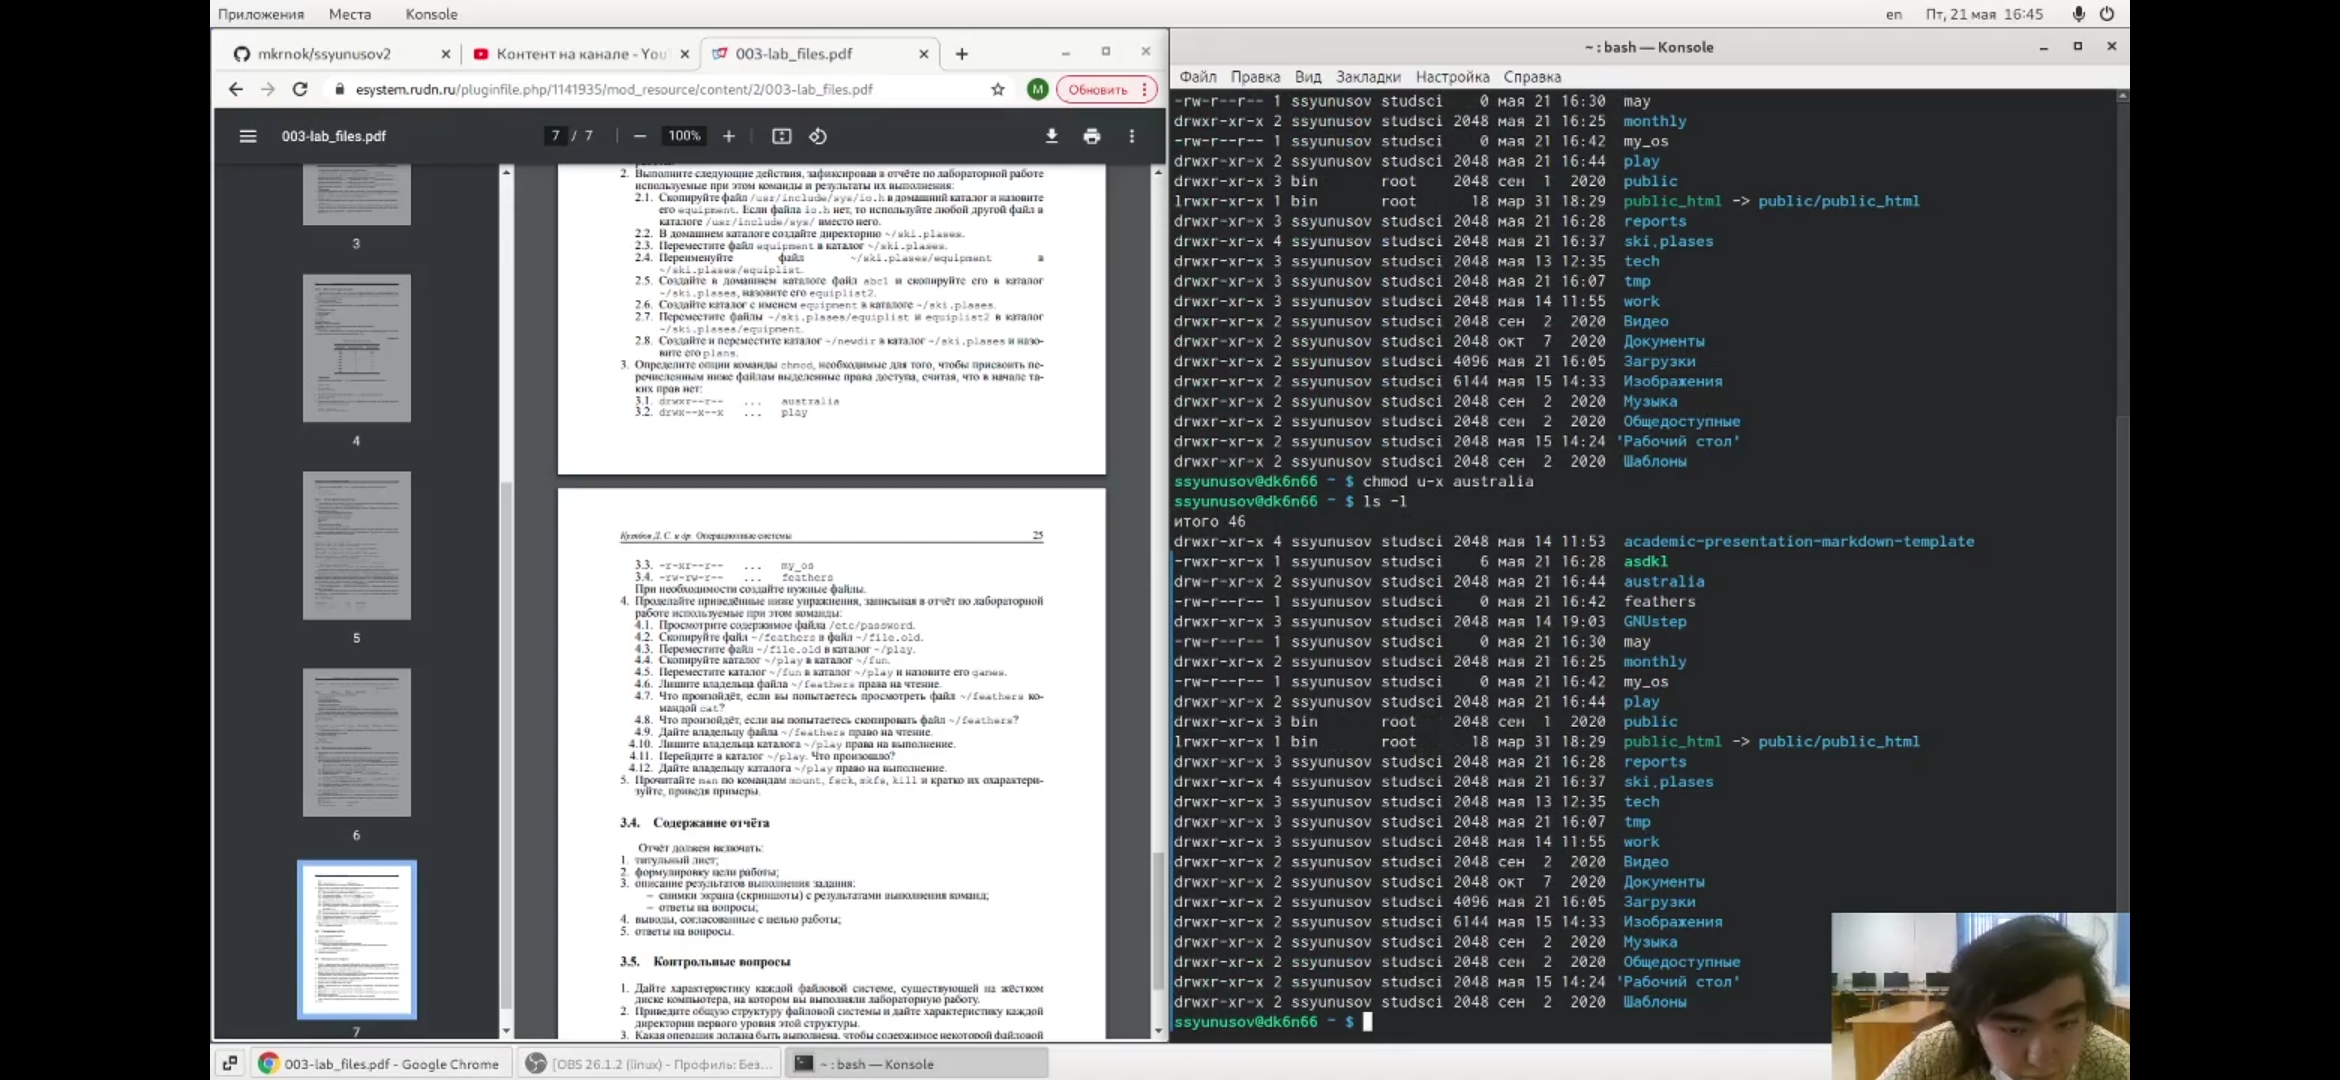 Приложения Места Konsole en Пт, 21 мая 16:45
mkrnok/ssyunusov2 Контент на канале - You 003-lab_files.pdf
esystem.rudn.ru/pluginfile.php/1141935/mod_resource/content/2/003-lab_files.pdf M Обновить
003-lab_files.pdf 7 / 7 100%
3
4
5
6
7
2. Выполните следующие действия, зафиксировав в отчёте по лабораторной работе
используемые при этом команды и результаты их выполнения:
2.1. Скопируйте файл /usr/include/sys/io.h в домашний каталог и назовите
его equipment. Если файла io.h нет, то используйте любой другой файл в
каталоге /usr/include/sys/ вместо него.
2.2. В домашнем каталоге создайте директорию ~/ski.plases.
2.3. Переместите файл equipment в каталог ~/ski.plases.
2.4. Переименуйте файл ~/ski.plases/equipment в
~/ski.plases/equiplist.
2.5. Создайте в домашнем каталоге файл abc1 и скопируйте его в каталог
~/ski.plases, назовите его equiplist2.
2.6. Создайте каталог с именем equipment в каталоге ~/ski.plases.
2.7. Переместите файлы ~/ski.plases/equiplist и equiplist2 в каталог
~/ski.plases/equipment.
2.8. Создайте и переместите каталог ~/newdir в каталог ~/ski.plases и назо-
вите его plans.
3. Определите опции команды chmod, необходимые для того, чтобы присвоить пе-
речисленным ниже файлам выделенные права доступа, считая, что в начале та-
ких прав нет:
3.1. drwxr--r-- ... australia
3.2. drwx--x--x ... play
Кулябов Д. С. и др. Операционные системы 25
3.3. -r-xr--r-- ... my_os
3.4. -rw-rw-r-- ... feathers
При необходимости создайте нужные файлы.
4. Проделайте приведённые ниже упражнения, записывая в отчёт по лабораторной
работе используемые при этом команды:
4.1. Просмотрите содержимое файла /etc/password.
4.2. Скопируйте файл ~/feathers в файл ~/file.old.
4.3. Переместите файл ~/file.old в каталог ~/play.
4.4. Скопируйте каталог ~/play в каталог ~/fun.
4.5. Переместите каталог ~/fun в каталог ~/play и назовите его games.
4.6. Лишите владельца файла ~/feathers права на чтение.
4.7. Что произойдёт, если вы попытаетесь просмотреть файл ~/feathers ко-
мандой cat?
4.8. Что произойдёт, если вы попытаетесь скопировать файл ~/feathers?
4.9. Дайте владельцу файла ~/feathers право на чтение.
4.10. Лишите владельца каталога ~/play права на выполнение.
4.11. Перейдите в каталог ~/play. Что произошло?
4.12. Дайте владельцу каталога ~/play право на выполнение.
5. Прочитайте man по командам mount, fsck, mkfs, kill и кратко их охарактери-
зуйте, приведя примеры.
3.4. Содержание отчёта
Отчёт должен включать:
1. титульный лист;
2. формулировку цели работы;
3. описание результатов выполнения задания:
– снимки экрана (скриншоты) с результатами выполнения команд;
– ответы на вопросы;
4. выводы, согласованные с целью работы;
5. ответы на вопросы.
3.5. Контрольные вопросы
1. Дайте характеристику каждой файловой системе, существующей на жёстком
диске компьютера, на котором вы выполняли лабораторную работу.
2. Приведите общую структуру файловой системы и дайте характеристику каждой
директории первого уровня этой структуры.
3. Какая операция должна быть выполнена, чтобы содержимое некоторой файловой
~ : bash — Konsole
Файл Правка Вид Закладки Настройка Справка
-rw-r--r-- 1 ssyunusov studsci 0 мая 21 16:30 may
drwxr-xr-x 2 ssyunusov studsci 2048 мая 21 16:25 monthly
-rw-r--r-- 1 ssyunusov studsci 0 мая 21 16:42 my_os
drwxr-xr-x 2 ssyunusov studsci 2048 мая 21 16:44 play
drwxr-xr-x 3 bin root 2048 сен 1 2020 public
lrwxr-xr-x 1 bin root 18 мар 31 18:29 public_html -> public/public_html
drwxr-xr-x 3 ssyunusov studsci 2048 мая 21 16:28 reports
drwxr-xr-x 4 ssyunusov studsci 2048 мая 21 16:37 ski.plases
drwxr-xr-x 3 ssyunusov studsci 2048 мая 13 12:35 tech
drwxr-xr-x 3 ssyunusov studsci 2048 мая 21 16:07 tmp
drwxr-xr-x 3 ssyunusov studsci 2048 мая 14 11:55 work
drwxr-xr-x 2 ssyunusov studsci 2048 сен 2 2020 Видео
drwxr-xr-x 2 ssyunusov studsci 2048 окт 7 2020 Документы
drwxr-xr-x 2 ssyunusov studsci 4096 мая 21 16:05 Загрузки
drwxr-xr-x 2 ssyunusov studsci 6144 мая 15 14:33 Изображения
drwxr-xr-x 2 ssyunusov studsci 2048 сен 2 2020 Музыка
drwxr-xr-x 2 ssyunusov studsci 2048 сен 2 2020 Общедоступные
drwxr-xr-x 2 ssyunusov studsci 2048 мая 15 14:24 'Рабочий стол'
drwxr-xr-x 2 ssyunusov studsci 2048 сен 2 2020 Шаблоны
ssyunusov@dk6n66 ~ $ chmod u-x australia
ssyunusov@dk6n66 ~ $ ls -l
итого 46
drwxr-xr-x 4 ssyunusov studsci 2048 мая 14 11:53 academic-presentation-markdown-template
-rwxr-xr-x 1 ssyunusov studsci 6 мая 21 16:28 asdkl
drw-r-xr-x 2 ssyunusov studsci 2048 мая 21 16:44 australia
-rw-r--r-- 1 ssyunusov studsci 0 мая 21 16:42 feathers
drwxr-xr-x 3 ssyunusov studsci 2048 мая 14 19:03 GNUstep
-rw-r--r-- 1 ssyunusov studsci 0 мая 21 16:30 may
drwxr-xr-x 2 ssyunusov studsci 2048 мая 21 16:25 monthly
-rw-r--r-- 1 ssyunusov studsci 0 мая 21 16:42 my_os
drwxr-xr-x 2 ssyunusov studsci 2048 мая 21 16:44 play
drwxr-xr-x 3 bin root 2048 сен 1 2020 public
lrwxr-xr-x 1 bin root 18 мар 31 18:29 public_html -> public/public_html
drwxr-xr-x 3 ssyunusov studsci 2048 мая 21 16:28 reports
drwxr-xr-x 4 ssyunusov studsci 2048 мая 21 16:37 ski.plases
drwxr-xr-x 3 ssyunusov studsci 2048 мая 13 12:35 tech
drwxr-xr-x 3 ssyunusov studsci 2048 мая 21 16:07 tmp
drwxr-xr-x 3 ssyunusov studsci 2048 мая 14 11:55 work
drwxr-xr-x 2 ssyunusov studsci 2048 сен 2 2020 Видео
drwxr-xr-x 2 ssyunusov studsci 2048 окт 7 2020 Документы
drwxr-xr-x 2 ssyunusov studsci 4096 мая 21 16:05 Загрузки
drwxr-xr-x 2 ssyunusov studsci 6144 мая 15 14:33 Изображения
drwxr-xr-x 2 ssyunusov studsci 2048 сен 2 2020 Музыка
drwxr-xr-x 2 ssyunusov studsci 2048 сен 2 2020 Общедоступные
drwxr-xr-x 2 ssyunusov studsci 2048 мая 15 14:24 'Рабочий стол'
drwxr-xr-x 2 ssyunusov studsci 2048 сен 2 2020 Шаблоны
ssyunusov@dk6n66 ~ $
003-lab_files.pdf - Google Chrome [OBS 26.1.2 (linux) - Профиль: Без... ~ : bash — Konsole